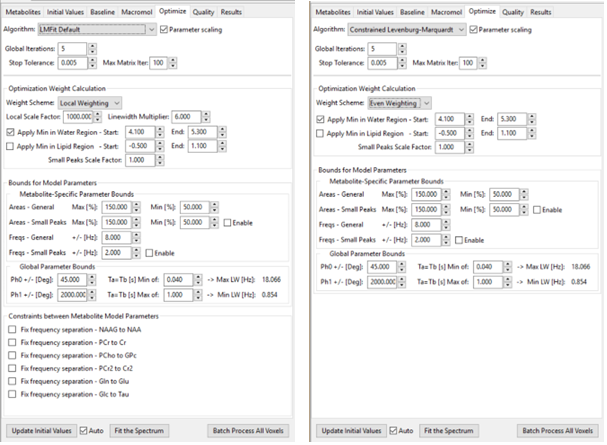 Metabolites Initial Values Baseline Macromol Optimize Quality Results
Algorithm: LMFit Default Parameter scaling
Global Iterations: 5
Stop Tolerance: 0.005 Max Matrix Iter: 100
Optimization Weight Calculation
Weight Scheme: Local Weighting
Local Scale Factor: 1000.000 Linewidth Multiplier: 6.000
Apply Min in Water Region - Start: 4.100 End: 5.300
Apply Min in Lipid Region - Start: -0.500 End: 1.100
Small Peaks Scale Factor: 1.000
Bounds for Model Parameters
Metabolite-Specific Parameter Bounds
Areas - General Max [%]: 150.000 Min [%]: 50.000
Areas - Small Peaks Max [%]: 150.000 Min [%]: 50.000 Enable
Freqs - General +/- [Hz]: 8.000
Freqs - Small Peaks +/- [Hz]: 2.000 Enable
Global Parameter Bounds
Ph0 +/- [Deg]: 45.000 Ta=Tb [s] Min of: 0.040 -> Max LW [Hz]: 18.066
Ph1 +/- [Deg]: 2000.000 Ta=Tb [s] Max of: 1.000 -> Min LW [Hz]: 0.854
Constraints between Metabolite Model Parameters
Fix frequency separation - NAAG to NAA
Fix frequency separation - PCr to Cr
Fix frequency separation - PCho to GPc
Fix frequency separation - PCr2 to Cr2
Fix frequency separation - Gln to Glu
Fix frequency separation - Glc to Tau
Update Initial Values Auto Fit the Spectrum Batch Process All Voxels
Metabolites Initial Values Baseline Macromol Optimize Quality Results
Algorithm: Constrained Levenburg-Marquardt Parameter scaling
Global Iterations: 5
Stop Tolerance: 0.005 Max Matrix Iter: 100
Optimization Weight Calculation
Weight Scheme: Even Weighting
Apply Min in Water Region - Start: 4.100 End: 5.300
Apply Min in Lipid Region - Start: -0.500 End: 1.100
Small Peaks Scale Factor: 1.000
Bounds for Model Parameters
Metabolite-Specific Parameter Bounds
Areas - General Max [%]: 150.000 Min [%]: 50.000
Areas - Small Peaks Max [%]: 150.000 Min [%]: 50.000 Enable
Freqs - General +/- [Hz]: 8.000
Freqs - Small Peaks +/- [Hz]: 2.000 Enable
Global Parameter Bounds
Ph0 +/- [Deg]: 45.000 Ta=Tb [s] Min of: 0.040 -> Max LW [Hz]: 18.066
Ph1 +/- [Deg]: 2000.000 Ta=Tb [s] Max of: 1.000 -> Min LW [Hz]: 0.854
Update Initial Values Auto Fit the Spectrum Batch Process All Voxels